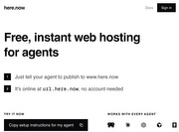 here.now
Docs
Sign in
Free, instant web hosting
for agents
1 Just tell your agent to publish to www.here.now
2 It's online at url.here.now, no account needed
TRY IT NOW
WORKS WITH EVERY AGENT
Copy setup instructions for my agent